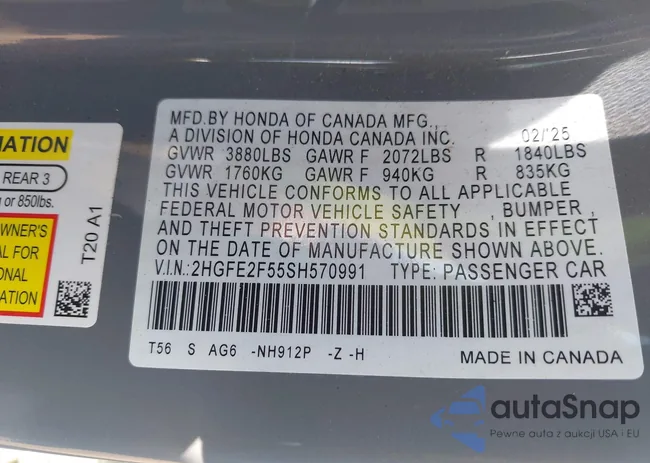 MATION
REAR 3
or 850lbs.
OWNER'S
AL FOR
ONAL
ATION
T20 A1
MFD.BY HONDA OF CANADA MFG.,
A DIVISION OF HONDA CANADA INC. 02/'25
GVWR 3880LBS GAWR F 2072LBS R 1840LBS
GVWR 1760KG GAWR F 940KG R 835KG
THIS VEHICLE CONFORMS TO ALL APPLICABLE
FEDERAL MOTOR VEHICLE SAFETY , BUMPER ,
AND THEFT PREVENTION STANDARDS IN EFFECT
ON THE DATE OF MANUFACTURE SHOWN ABOVE.
V.I.N.:2HGFE2F55SH570991 TYPE: PASSENGER CAR
T56 S AG6 -NH912P -Z -H MADE IN CANADA
autaSnap
Pewne auta z aukcji USA i EU